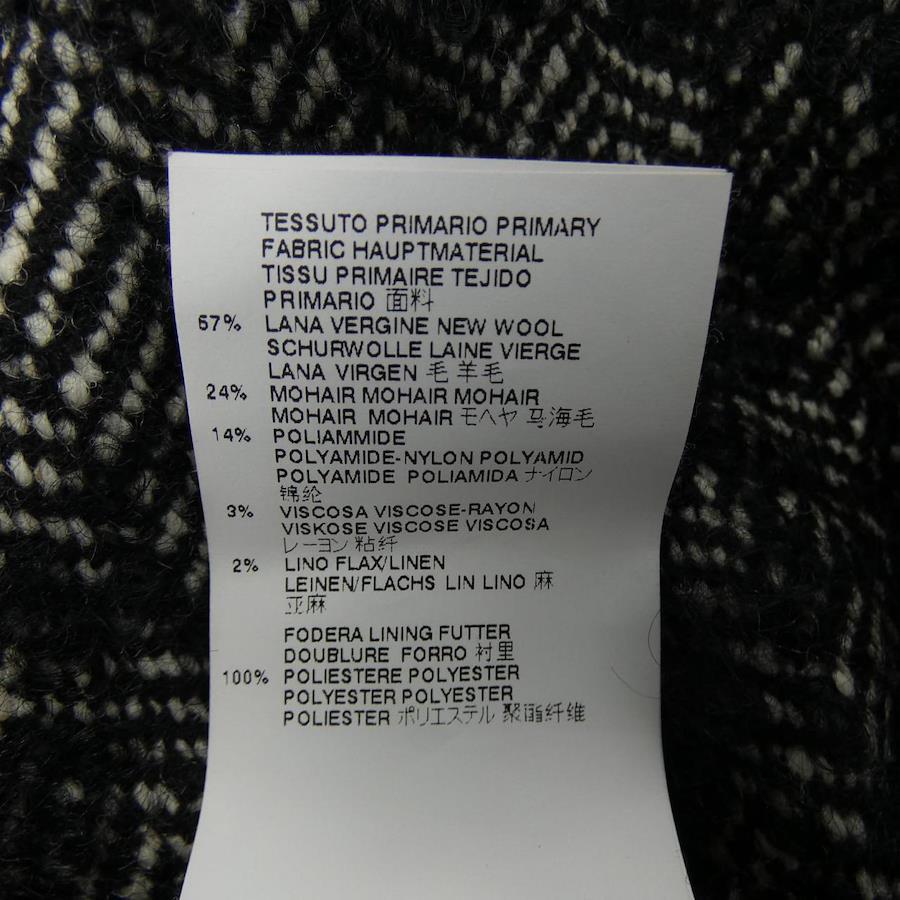 TESSUTO PRIMARIO PRIMARY
FABRIC HAUPTMATERIAL
TISSU PRIMAIRE TEJIDO
PRIMARIO 面料
57% LANA VERGINE NEW WOOL
SCHURWOLLE LAINE VIERGE
LANA VIRGEN 毛 羊毛
24% MOHAIR MOHAIR MOHAIR
MOHAIR MOHAIR モヘヤ 马海毛
14% POLIAMMIDE
POLYAMIDE-NYLON POLYAMID
POLYAMIDE POLIAMIDA ナイロン
锦纶
3% VISCOSA VISCOSE-RAYON
VISKOSE VISCOSE VISCOSA
レーヨン 粘纤
2% LINO FLAX/LINEN
LEINEN/FLACHS LIN LINO 麻
亚麻
FODERA LINING FUTTER
DOUBLURE FORRO 衬里
100% POLIESTERE POLYESTER
POLYESTER POLYESTER
POLIESTER ポリエステル 聚酯纤维